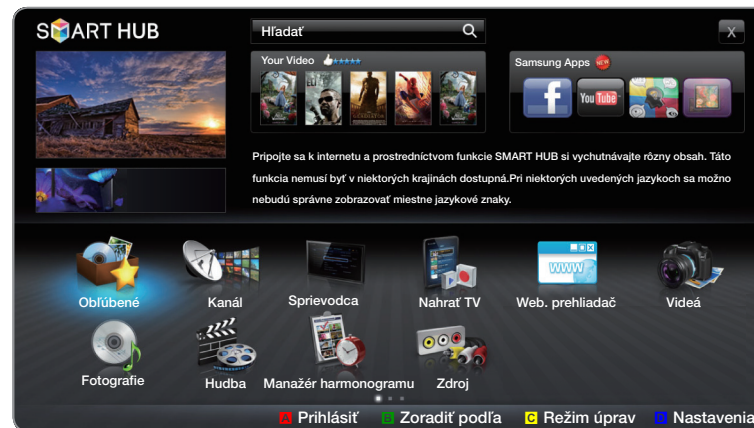 SMART HUB
Hľadať
X
Your Video
Samsung Apps NEW
You Tube
Pripojte sa k internetu a prostredníctvom funkcie SMART HUB si vychutnávajte rôzny obsah. Táto
funkcia nemusí byť v niektorých krajinách dostupná.Pri niektorých uvedených jazykoch sa možno
nebudú správne zobrazovať miestne jazykové znaky.
www
Obľúbené Kanál Sprievodca Nahrať TV Web. prehliadač Videá
Fotografie Hudba Manažér harmonogramu Zdroj
A Prihlásiť B Zoradiť podľa C Režim úprav D Nastavenia